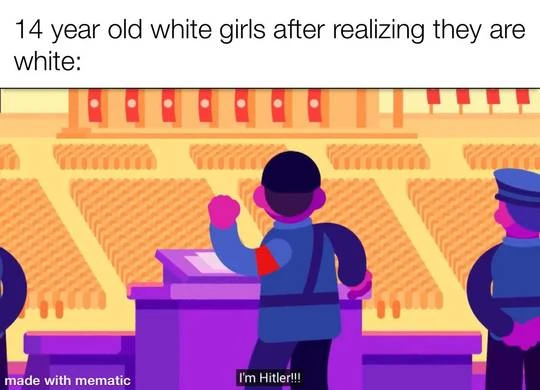 14 year old white girls after realizing they are
white:
I'm Hitler!!!
made with mematic